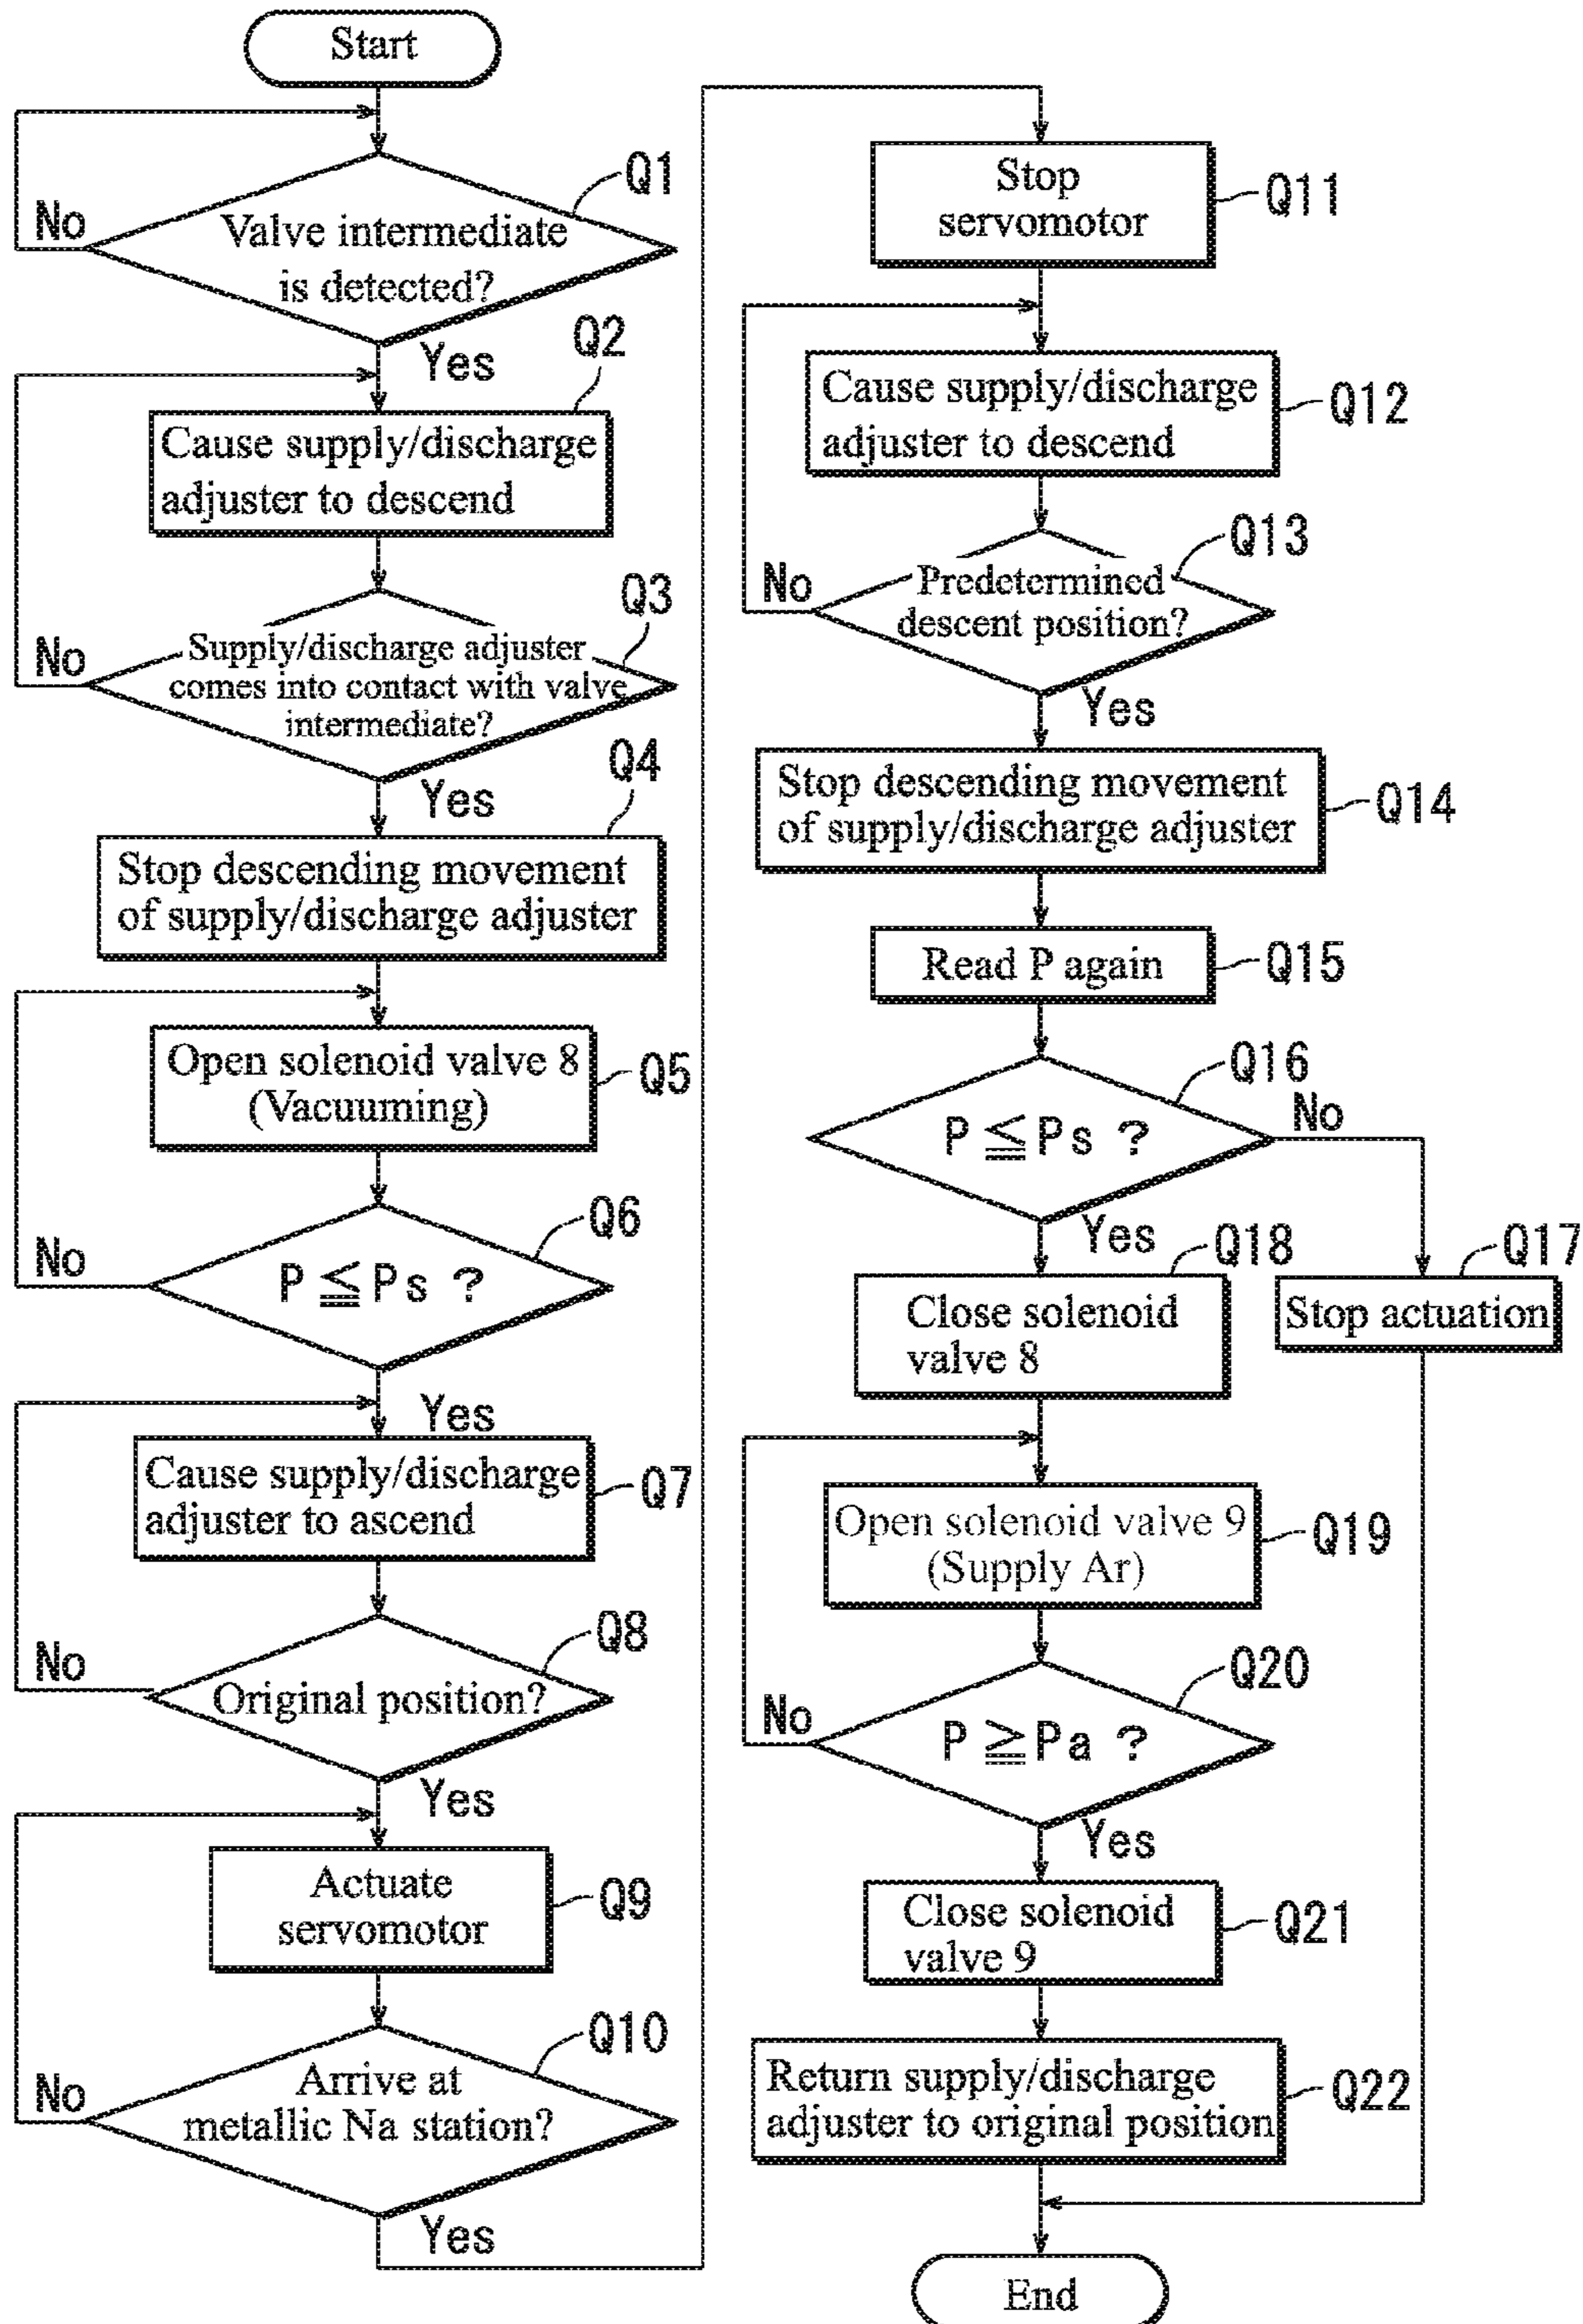 Start
Q1
No
Valve intermediate
is detected?
Yes
Q2
Cause supply/discharge
adjuster to descend
Q3
No
Supply/discharge adjuster
comes into contact with valve
intermediate?
Yes
Q4
Stop descending movement
of supply/discharge adjuster
Open solenoid valve 8
(Vacuuming)
Q5
Q6
No
P ≦ Ps ?
Yes
Cause supply/discharge
adjuster to ascend
Q7
Q8
No
Original position?
Yes
Actuate
servomotor
Q9
Q10
No
Arrive at
metallic Na station?
Yes
Stop
servomotor
Q11
Cause supply/discharge
adjuster to descend
Q12
Q13
No
Predetermined
descent position?
Yes
Stop descending movement
of supply/discharge adjuster
Q14
Read P again
Q15
Q16
No
P ≦ Ps ?
Yes
Q18
Q17
Close solenoid
valve 8
Stop actuation
Open solenoid valve 9
(Supply Ar)
Q19
Q20
No
P ≧ Pa ?
Yes
Close solenoid
valve 9
Q21
Return supply/discharge
adjuster to original position
Q22
End